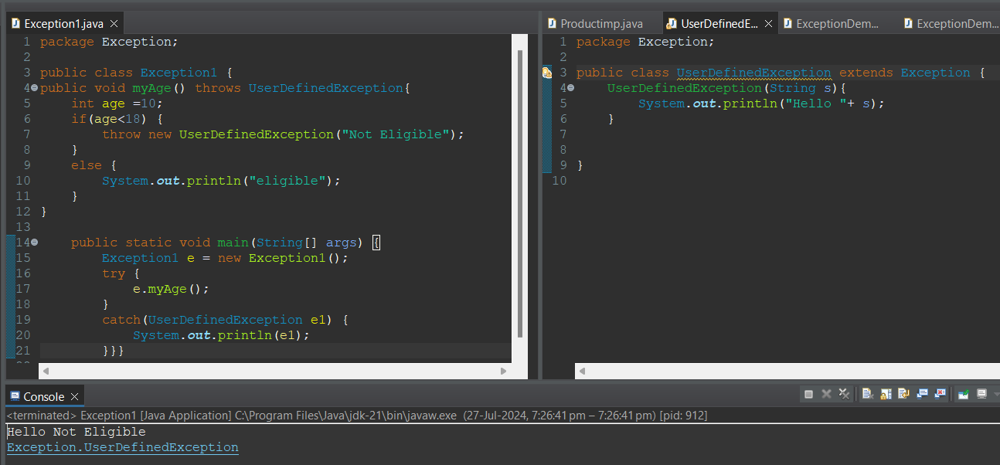 Exception1.java
1 package Exception;
2
3 public class Exception1 {
4 public void myAge() throws UserDefinedException{
5 int age =10;
6 if(age<18) {
7 throw new UserDefinedException("Not Eligible");
8 }
9 else {
10 System.out.println("eligible");
11 }
12 }
13
14 public static void main(String[] args) {
15 Exception1 e = new Exception1();
16 try {
17 e.myAge();
18 }
19 catch(UserDefinedException e1) {
20 System.out.println(e1);
21 }}}
Productimp.java UserDefinedE... ExceptionDem... ExceptionDem...
1 package Exception;
2
3 public class UserDefinedException extends Exception {
4 UserDefinedException(String s){
5 System.out.println("Hello "+ s);
6 }
7
8
9 }
10
Console
<terminated> Exception1 [Java Application] C:\Program Files\Java\jdk-21\bin\javaw.exe (27-Jul-2024, 7:26:41 pm – 7:26:41 pm) [pid: 912]
Hello Not Eligible
Exception.UserDefinedException